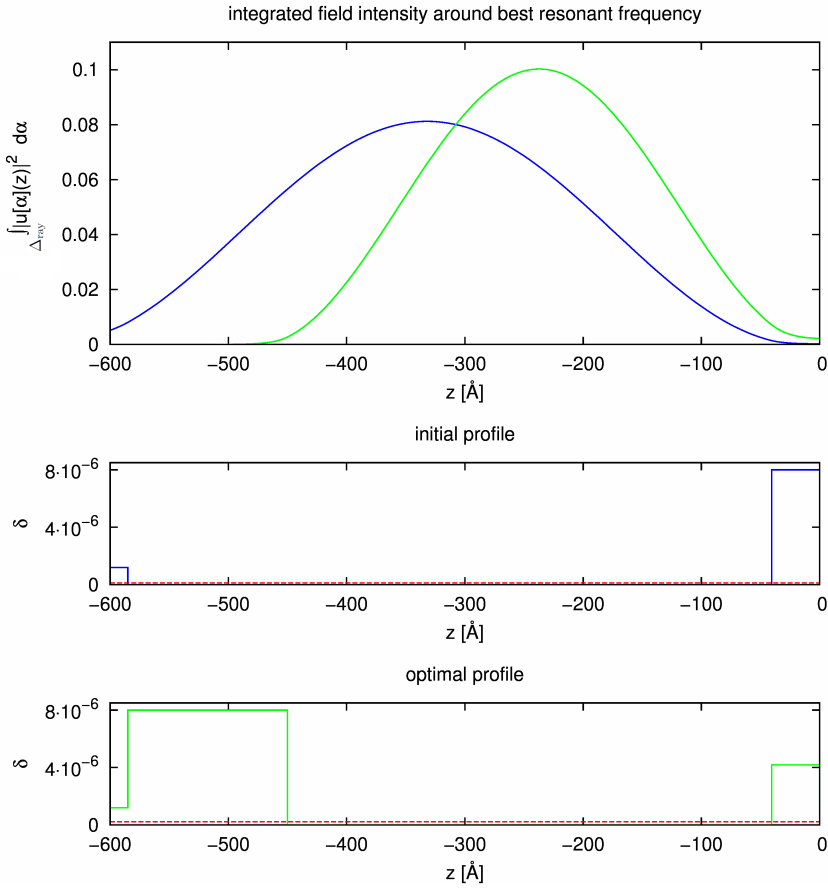 integrated field intensity around best resonant frequency
∫|u[α](z)|² dα
Δray
0.1
0.08
0.06
0.04
0.02
0
−600 −500 −400 −300 −200 −100 0
z [Å]
initial profile
δ
8·10⁻⁶
4·10⁻⁶
0
−600 −500 −400 −300 −200 −100 0
z [Å]
optimal profile
δ
8·10⁻⁶
4·10⁻⁶
0
−600 −500 −400 −300 −200 −100 0
z [Å]